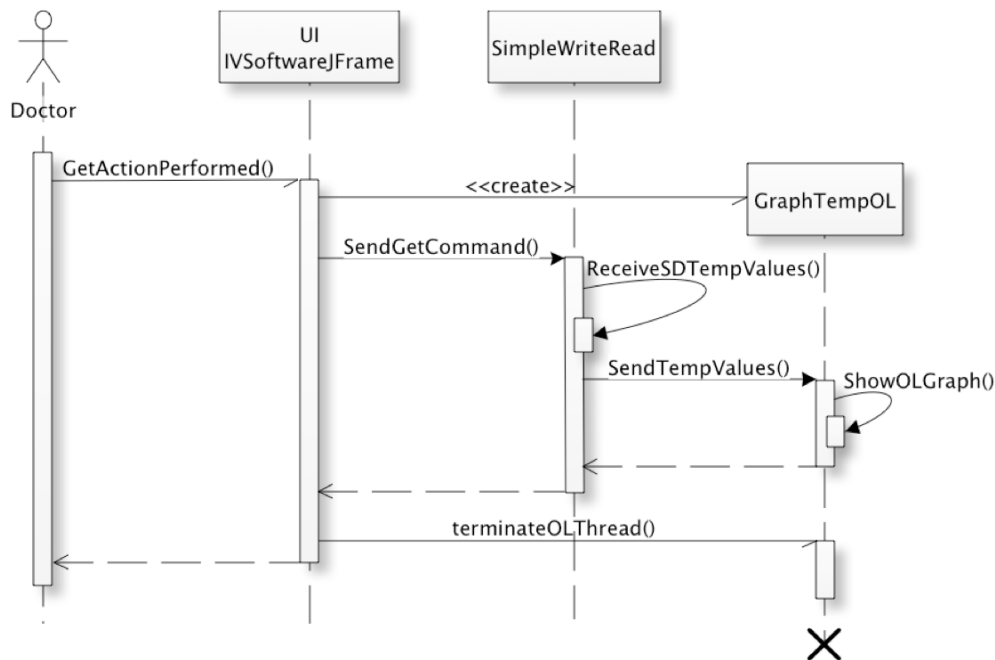 UI
IVSoftwareJFrame
SimpleWriteRead
Doctor
GetActionPerformed()
<<create>>
GraphTempOL
SendGetCommand()
ReceiveSDTempValues()
SendTempValues()
ShowOLGraph()
terminateOLThread()